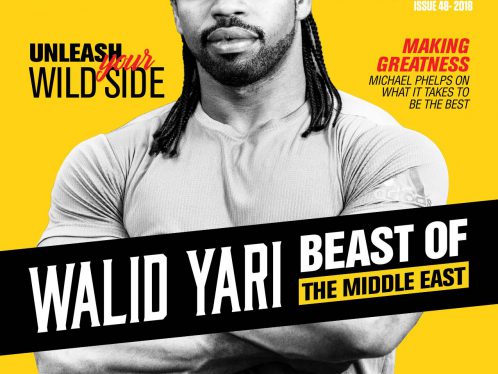 ISSUE 48- 2018
UNLEASH
your
WILD SIDE
MAKING
GREATNESS
MICHAEL PHELPS ON
WHAT IT TAKES TO
BE THE BEST
WALID YARI BEAST OF
THE MIDDLE EAST